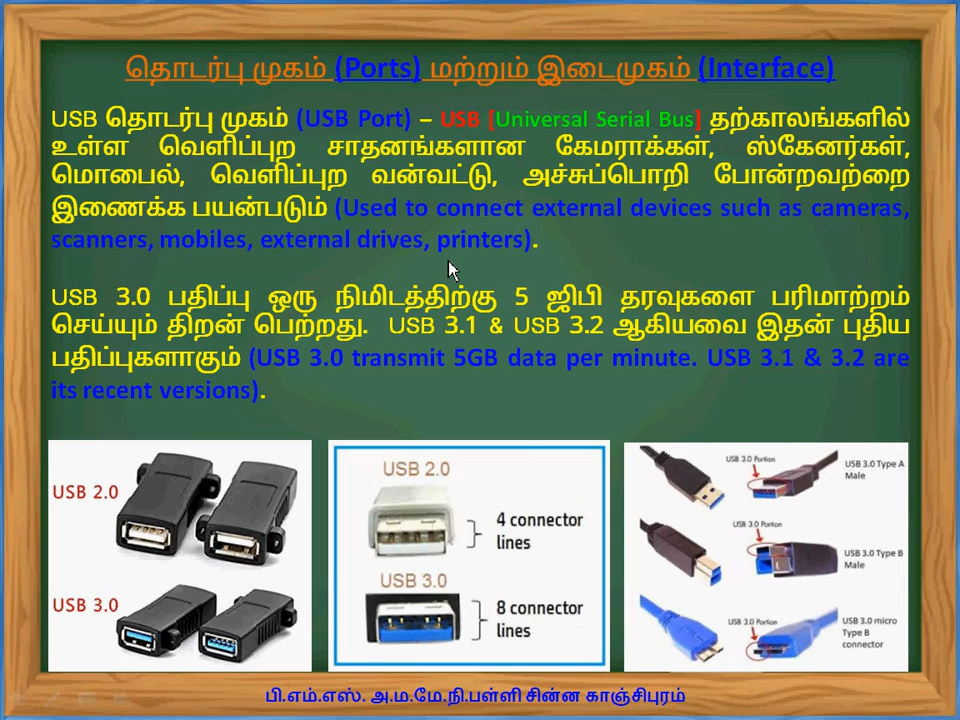 தொடர்பு முகம் (Ports) மற்றும் இடைமுகம் (Interface)
USB தொடர்பு முகம் (USB Port) – USB [Universal Serial Bus] தற்காலங்களில்
உள்ள வெளிப்புற சாதனங்களான கேமராக்கள், ஸ்கேனர்கள்,
மொபைல், வெளிப்புற வன்வட்டு, அச்சுப்பொறி போன்றவற்றை
இணைக்க பயன்படும் (Used to connect external devices such as cameras,
scanners, mobiles, external drives, printers).
USB 3.0 பதிப்பு ஒரு நிமிடத்திற்கு 5 ஜிபி தரவுகளை பரிமாற்றம்
செய்யும் திறன் பெற்றது. USB 3.1 & USB 3.2 ஆகியவை இதன் புதிய
பதிப்புகளாகும் (USB 3.0 transmit 5GB data per minute. USB 3.1 & 3.2 are
its recent versions).
USB 2.0
USB 3.0
USB 2.0
4 connector
lines
USB 3.0
8 connector
lines
USB 3.0 Portion
USB 3.0 Type A
Male
USB 3.0 Portion
USB 3.0 Type B
Male
USB 3.0 Portion
USB 3.0 micro
Type B
connector
பி.எம்.எஸ். அ.ம.மே.நி.பள்ளி சின்ன காஞ்சிபுரம்